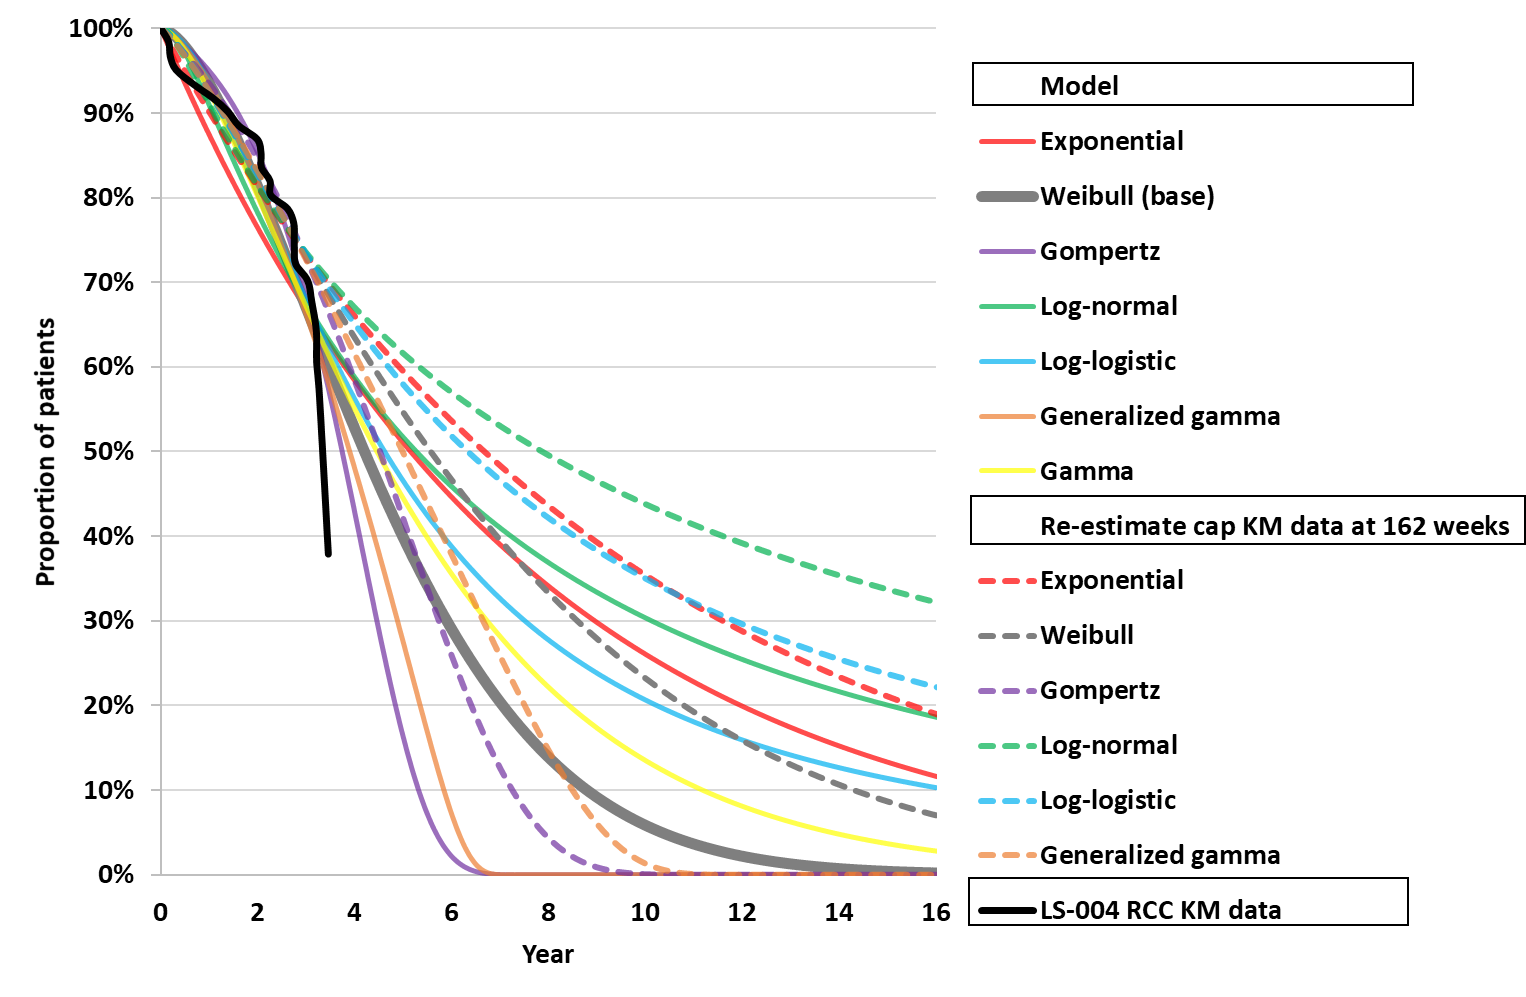 100%
90%
80%
70%
60%
50%
40%
30%
20%
10%
0%
Proportion of patients
0 2 4 6 8 10 12 14 16
Year
Model
Exponential
Weibull (base)
Gompertz
Log-normal
Log-logistic
Generalized gamma
Gamma
Re-estimate cap KM data at 162 weeks
Exponential
Weibull
Gompertz
Log-normal
Log-logistic
Generalized gamma
LS-004 RCC KM data